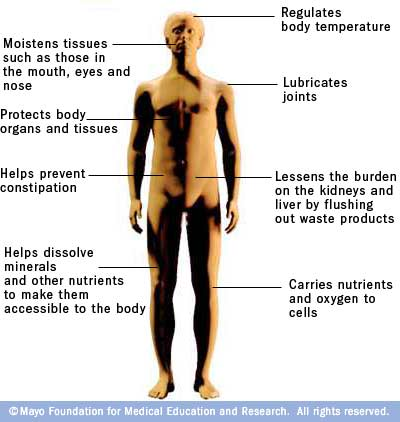 Regulates
body temperature
Moistens tissues
such as those in
the mouth, eyes and
nose
Lubricates
joints
Protects body
organs and tissues
Helps prevent
constipation
Lessens the burden
on the kidneys and
liver by flushing
out waste products
Helps dissolve
minerals
and other nutrients
to make them
accessible to the body
Carries nutrients
and oxygen to
cells
© Mayo Foundation for Medical Education and Research. All rights reserved.